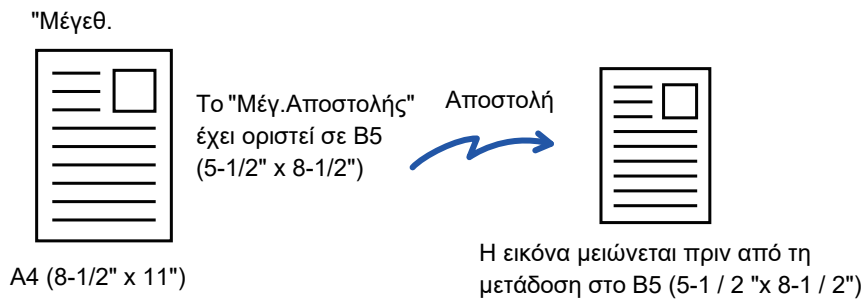 "Μέγεθ.
Το "Μέγ.Αποστολής"
έχει οριστεί σε B5
(5-1/2" x 8-1/2")
Αποστολή
A4 (8-1/2" x 11")
Η εικόνα μειώνεται πριν από τη
μετάδοση στο B5 (5-1 / 2 "x 8-1 / 2")